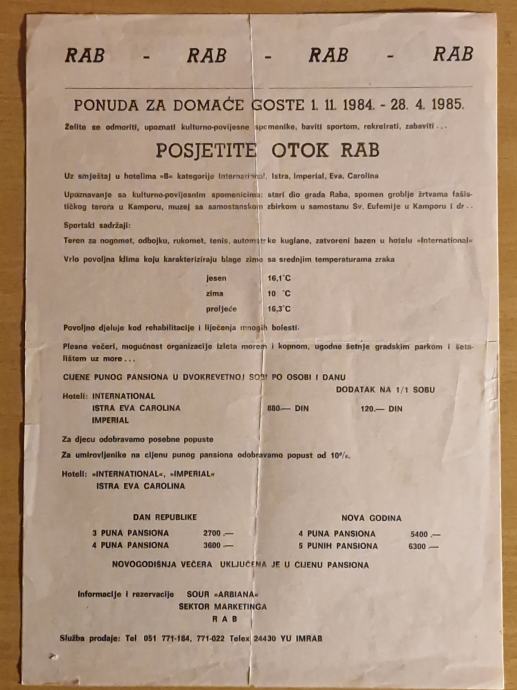 RAB - RAB - RAB - RAB
PONUDA ZA DOMAĆE GOSTE 1. 11. 1984. - 28. 4. 1985.
Želite se odmoriti, upoznati kulturno-povijesne spomenike, baviti sportom, rekreirati, zabaviti . . .
POSJETITE OTOK RAB
Uz smještaj u hotelima »B« kategorije International, Istra, Imperial, Eva, Carolina
Upoznavanje sa kulturno-povijesnim spomenicima: stari dio grada Raba, spomen groblje žrtvama fašis-
tičkog terora u Kamporu, muzej sa samostanskom zbirkom u samostanu Sv. Eufemije u Kamporu i dr . .
Sportski sadržaji:
Teren za nogomet, odbojku, rukomet, tenis, automatske kuglane, zatvoreni bazen u hotelu »International«
Vrlo povoljna klima koju karakteriziraju blage zime sa srednjim temperaturama zraka
jesen 16,1°C
zima 10 °C
proljeće 16,3°C
Povoljno djeluje kod rehabilitacije i liječenja mnogih bolesti.
Plesne večeri, mogućnost organizacije izleta morem i kopnom, ugodne šetnje gradskim parkom i šeta-
lištem uz more . . .
CIJENE PUNOG PANSIONA U DVOKREVETNOJ SOBI PO OSOBI I DANU
DODATAK NA 1/1 SOBU
Hoteli: INTERNATIONAL
ISTRA EVA CAROLINA 880.— DIN 120.— DIN
IMPERIAL
Za djecu odobravamo posebne popuste
Za umirovljenike na cijenu punog pansiona odobravamo popust od 10%.
Hoteli: »INTERNATIONAL«, »IMPERIAL«
ISTRA EVA CAROLINA
DAN REPUBLIKE NOVA GODINA
3 PUNA PANSIONA 2700 .— 4 PUNA PANSIONA 5400 .—
4 PUNA PANSIONA 3600 .— 5 PUNIH PANSIONA 6300 .—
NOVOGODIŠNJA VEČERA UKLJUČENA JE U CIJENU PANSIONA
Informacije i rezervacije SOUR »ARBIANA«
SEKTOR MARKETINGA
R A B
Služba prodaje: Tel 051 771-184, 771-022 Telex 24430 YU IMRAB